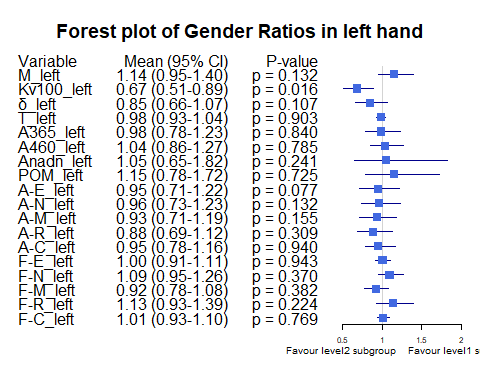 Forest plot of Gender Ratios in left hand
Variable Mean (95% CI) P-value
M_left 1.14 (0.95-1.40) p = 0.132
Kv100_left 0.67 (0.51-0.89) p = 0.016
δ_left 0.85 (0.66-1.07) p = 0.107
T_left 0.98 (0.93-1.04) p = 0.903
A365_left 0.98 (0.78-1.23) p = 0.840
A460_left 1.04 (0.86-1.27) p = 0.785
Anadn_left 1.05 (0.65-1.82) p = 0.241
POM_left 1.15 (0.78-1.72) p = 0.725
A-E_left 0.95 (0.71-1.22) p = 0.077
A-N_left 0.96 (0.73-1.23) p = 0.132
A-M_left 0.93 (0.71-1.19) p = 0.155
A-R_left 0.88 (0.69-1.12) p = 0.309
A-C_left 0.95 (0.78-1.16) p = 0.940
F-E_left 1.00 (0.91-1.11) p = 0.943
F-N_left 1.09 (0.95-1.26) p = 0.370
F-M_left 0.92 (0.78-1.08) p = 0.382
F-R_left 1.13 (0.93-1.39) p = 0.224
F-C_left 1.01 (0.93-1.10) p = 0.769
0.5 1 1.5 2
Favour level2 subgroup Favour level1 s